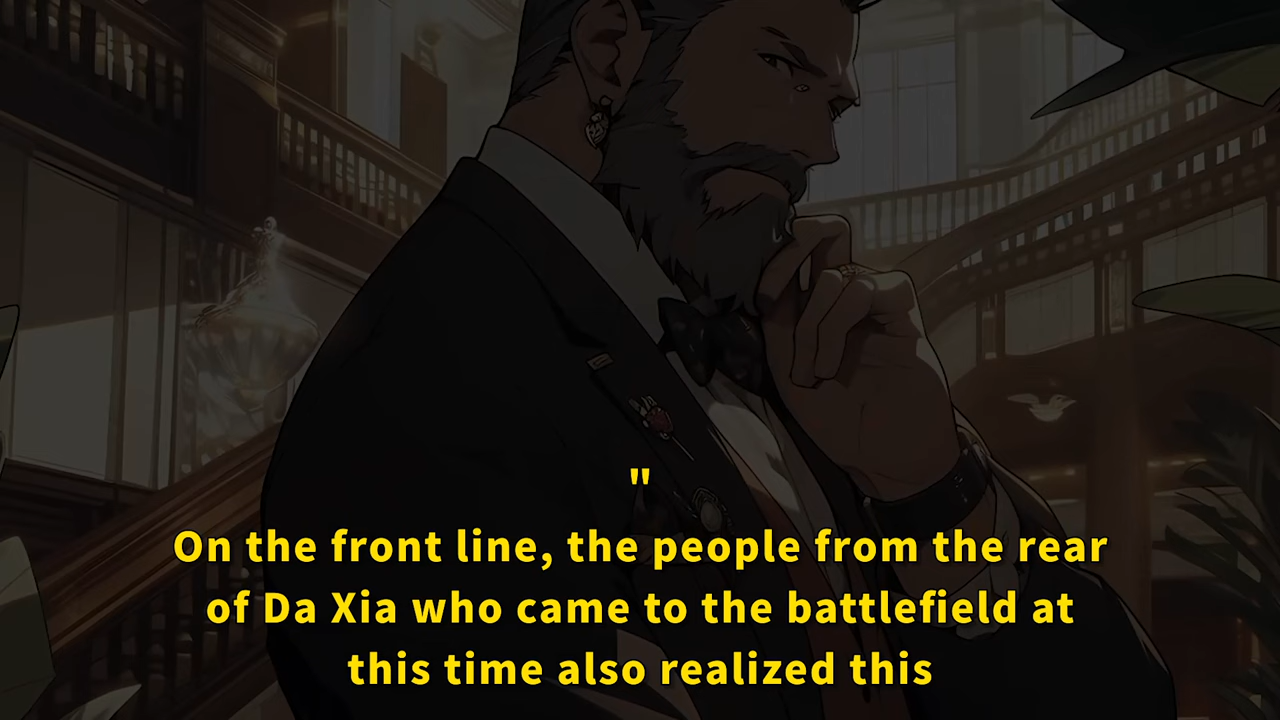 "
On the front line, the people from the rear
of Da Xia who came to the battlefield at
this time also realized this